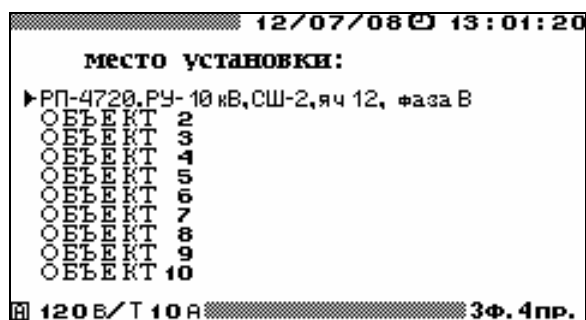 12/07/08 13:01:20
место установки:
РП-4720.РУ-10 кВ,СШ-2,яч 12, фаза В
ОБЪЕКТ 2
ОБЪЕКТ 3
ОБЪЕКТ 4
ОБЪЕКТ 5
ОБЪЕКТ 6
ОБЪЕКТ 7
ОБЪЕКТ 8
ОБЪЕКТ 9
ОБЪЕКТ 10
А 120В/Т10А 3ф.4пр.